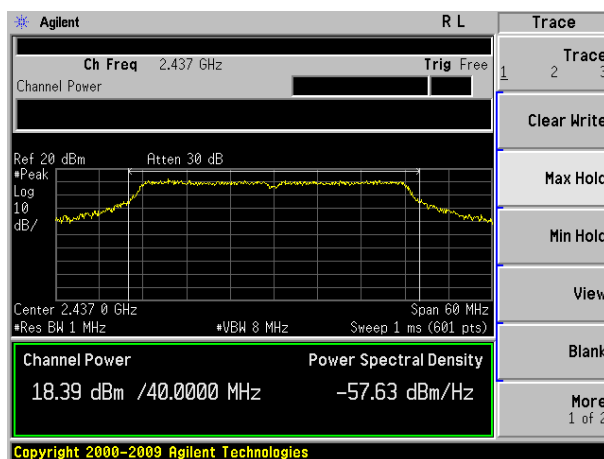 Agilent R L Trace
Ch Freq 2.437 GHz Trig Free
Channel Power
Trace
1 2 3
Clear Write
Max Hold
Min Hold
View
Blank
More
1 of 2
Ref 20 dBm Atten 30 dB
#Peak
Log
10
dB/
Center 2.437 0 GHz Span 60 MHz
#Res BW 1 MHz #VBW 8 MHz Sweep 1 ms (601 pts)
Channel Power Power Spectral Density
18.39 dBm /40.0000 MHz -57.63 dBm/Hz
Copyright 2000-2009 Agilent Technologies